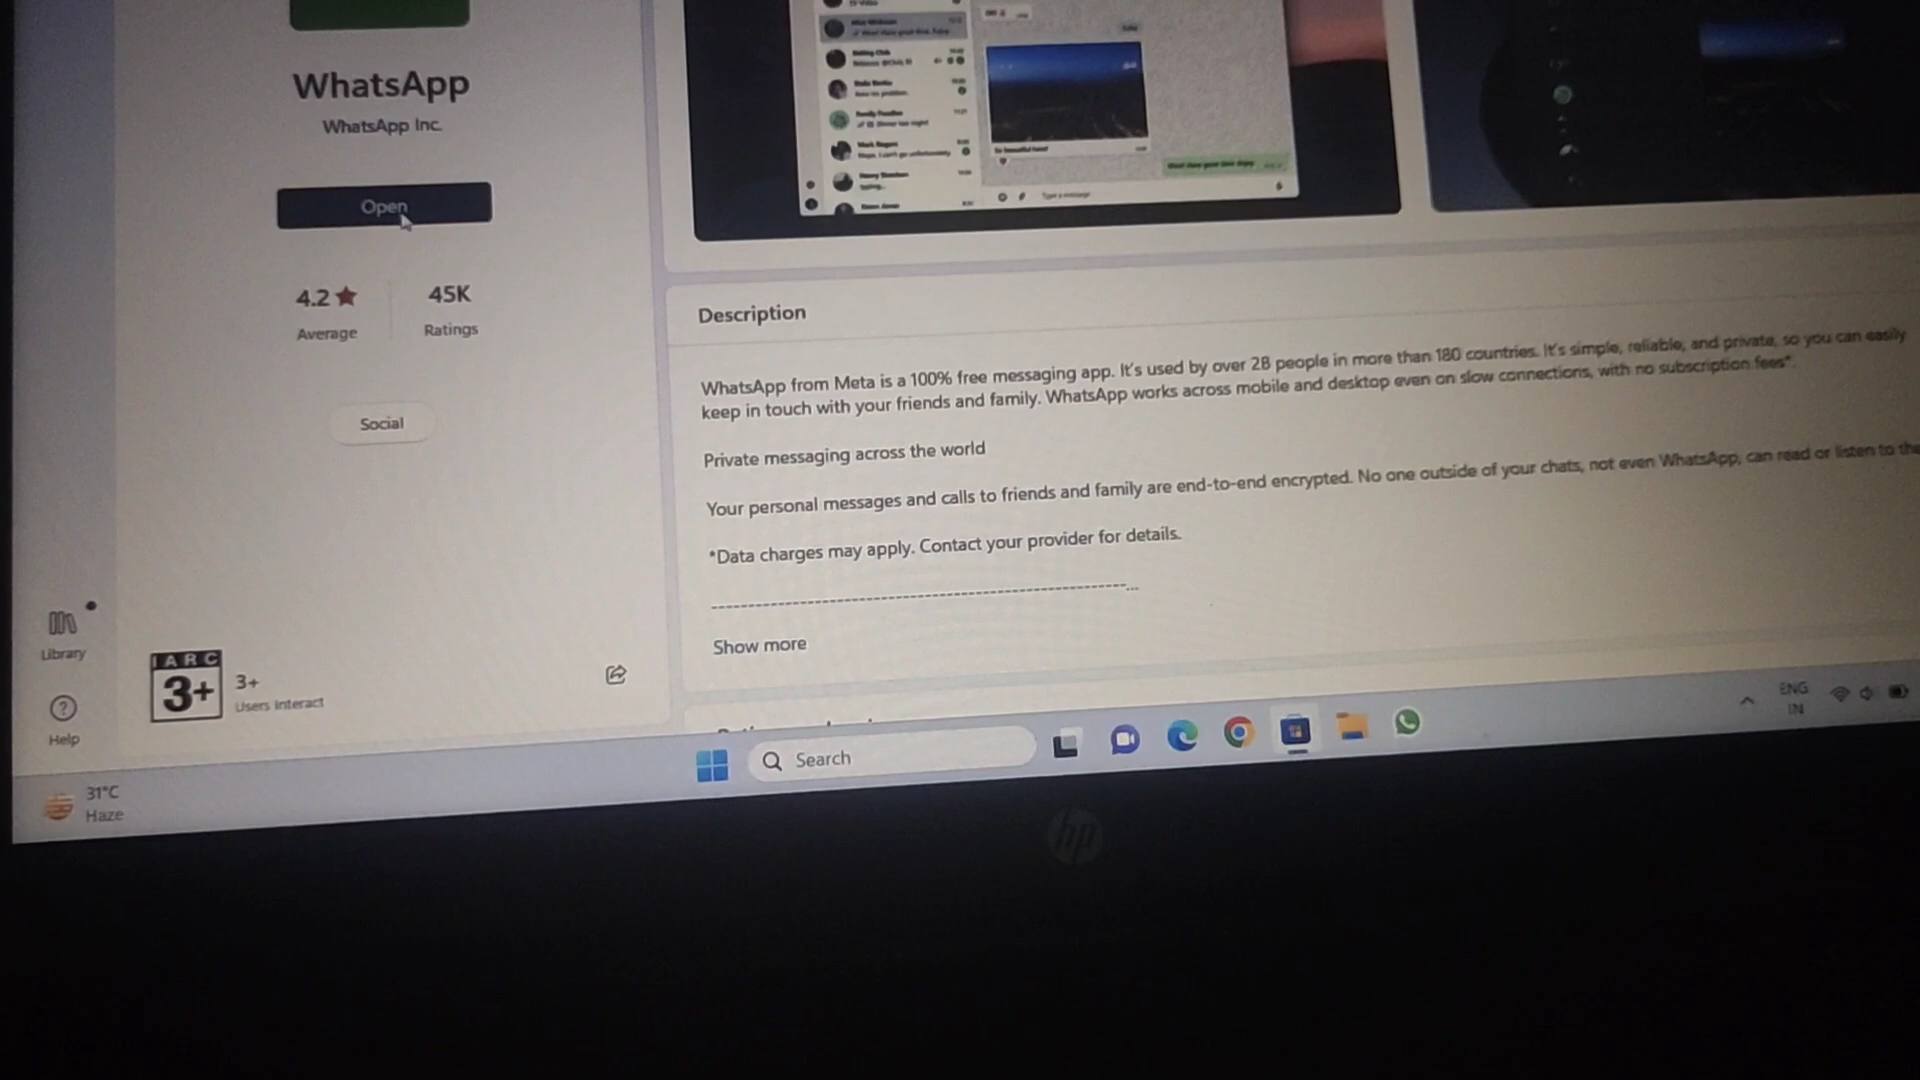 WhatsApp
WhatsApp Inc.
Open
4.2
Average
45K
Ratings
Social
Library
Help
IARC
3+
3+
Users Interact
Type a message
Description
WhatsApp from Meta is a 100% free messaging app. It's used by over 2B people in more than 180 countries. It's simple, reliable, and private, so you can easily
keep in touch with your friends and family. WhatsApp works across mobile and desktop even on slow connections, with no subscription fees*.
Private messaging across the world
Your personal messages and calls to friends and family are end-to-end encrypted. No one outside of your chats, not even WhatsApp, can read or listen to the
*Data charges may apply. Contact your provider for details.
------------------------------------------------------------...
Show more
Search
ENG
IN
31°C
Haze
hp